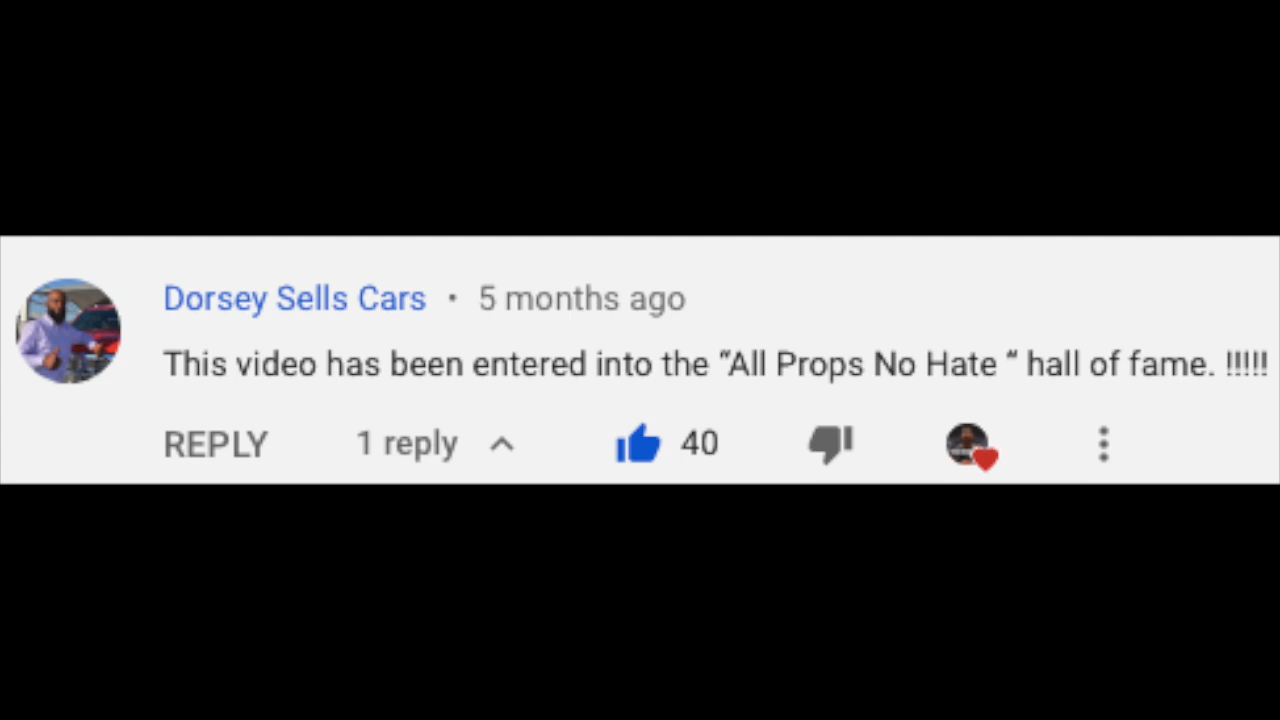 Dorsey Sells Cars • 5 months ago
This video has been entered into the “All Props No Hate “ hall of fame. !!!!!
REPLY 1 reply 40